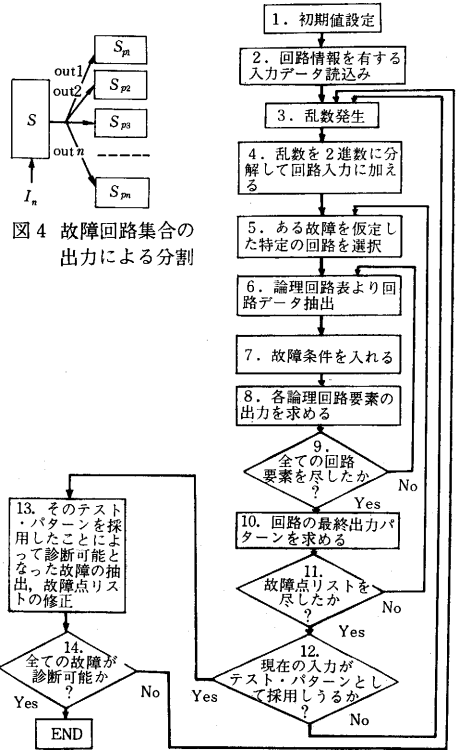 S
out1
out2
outn
In
Sp1
Sp2
Sp3
Spn
図4 故障回路集合の
出力による分割
1. 初期値設定
2. 回路情報を有する
入力データ読込み
3. 乱数発生
4. 乱数を2進数に分
解して回路入力に加え
る
5. ある故障を仮定し
た特定の回路を選択
6. 論理回路表より回
路データ抽出
7. 故障条件を入れる
8. 各論理回路要素の
出力を求める
9.
全ての回路
要素を尽したか
?
No
Yes
10. 回路の最終出力パ
ターンを求める
11.
故障点リストを
尽したか
?
No
Yes
12.
現在の入力が
テスト・パターンとし
て採用しうるか
?
Yes
No
13. そのテスト
・パターンを採
用したことによ
って診断可能と
なった故障の抽
出,故障点リス
トの修正
14.
全ての故障が
診断可能か
?
Yes
No
END